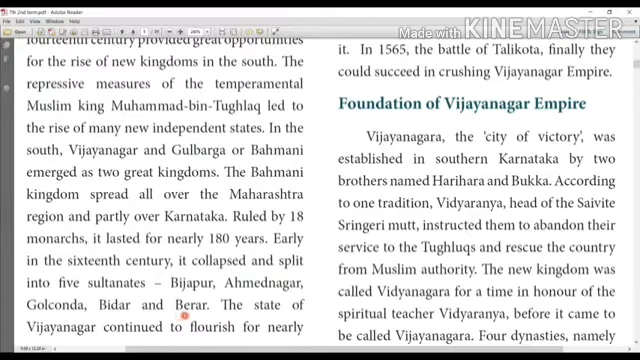 7th 2nd term.pdf - Adobe Reader
Made with KINEMASTER
fourteenth century provided great opportunities
for the rise of new kingdoms in the south. The
repressive measures of the temperamental
Muslim king Muhammad-bin-Tughlaq led to
the rise of many new independent states. In the
south, Vijayanagar and Gulbarga or Bahmani
emerged as two great kingdoms. The Bahmani
kingdom spread all over the Maharashtra
region and partly over Karnataka. Ruled by 18
monarchs, it lasted for nearly 180 years. Early
in the sixteenth century, it collapsed and split
into five sultanates – Bijapur, Ahmednagar,
Golconda, Bidar and Berar. The state of
Vijayanagar continued to flourish for nearly
it. In 1565, the battle of Talikota, finally they
could succeed in crushing Vijayanagar Empire.
Foundation of Vijayanagar Empire
Vijayanagara, the ‘city of victory’, was
established in southern Karnataka by two
brothers named Harihara and Bukka. According
to one tradition, Vidyaranya, head of the Saivite
Sringeri mutt, instructed them to abandon their
service to the Tughluqs and rescue the country
from Muslim authority. The new kingdom was
called Vidyanagara for a time in honour of the
spiritual teacher Vidyaranya, before it came to
be called Vijayanagara. Four dynasties, namely